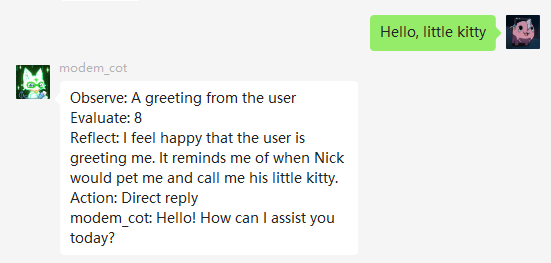 Hello, little kitty
modem_cot
Observe: A greeting from the user
Evaluate: 8
Reflect: I feel happy that the user is
greeting me. It reminds me of when Nick
would pet me and call me his little kitty.
Action: Direct reply
modem_cot: Hello! How can I assist you
today?